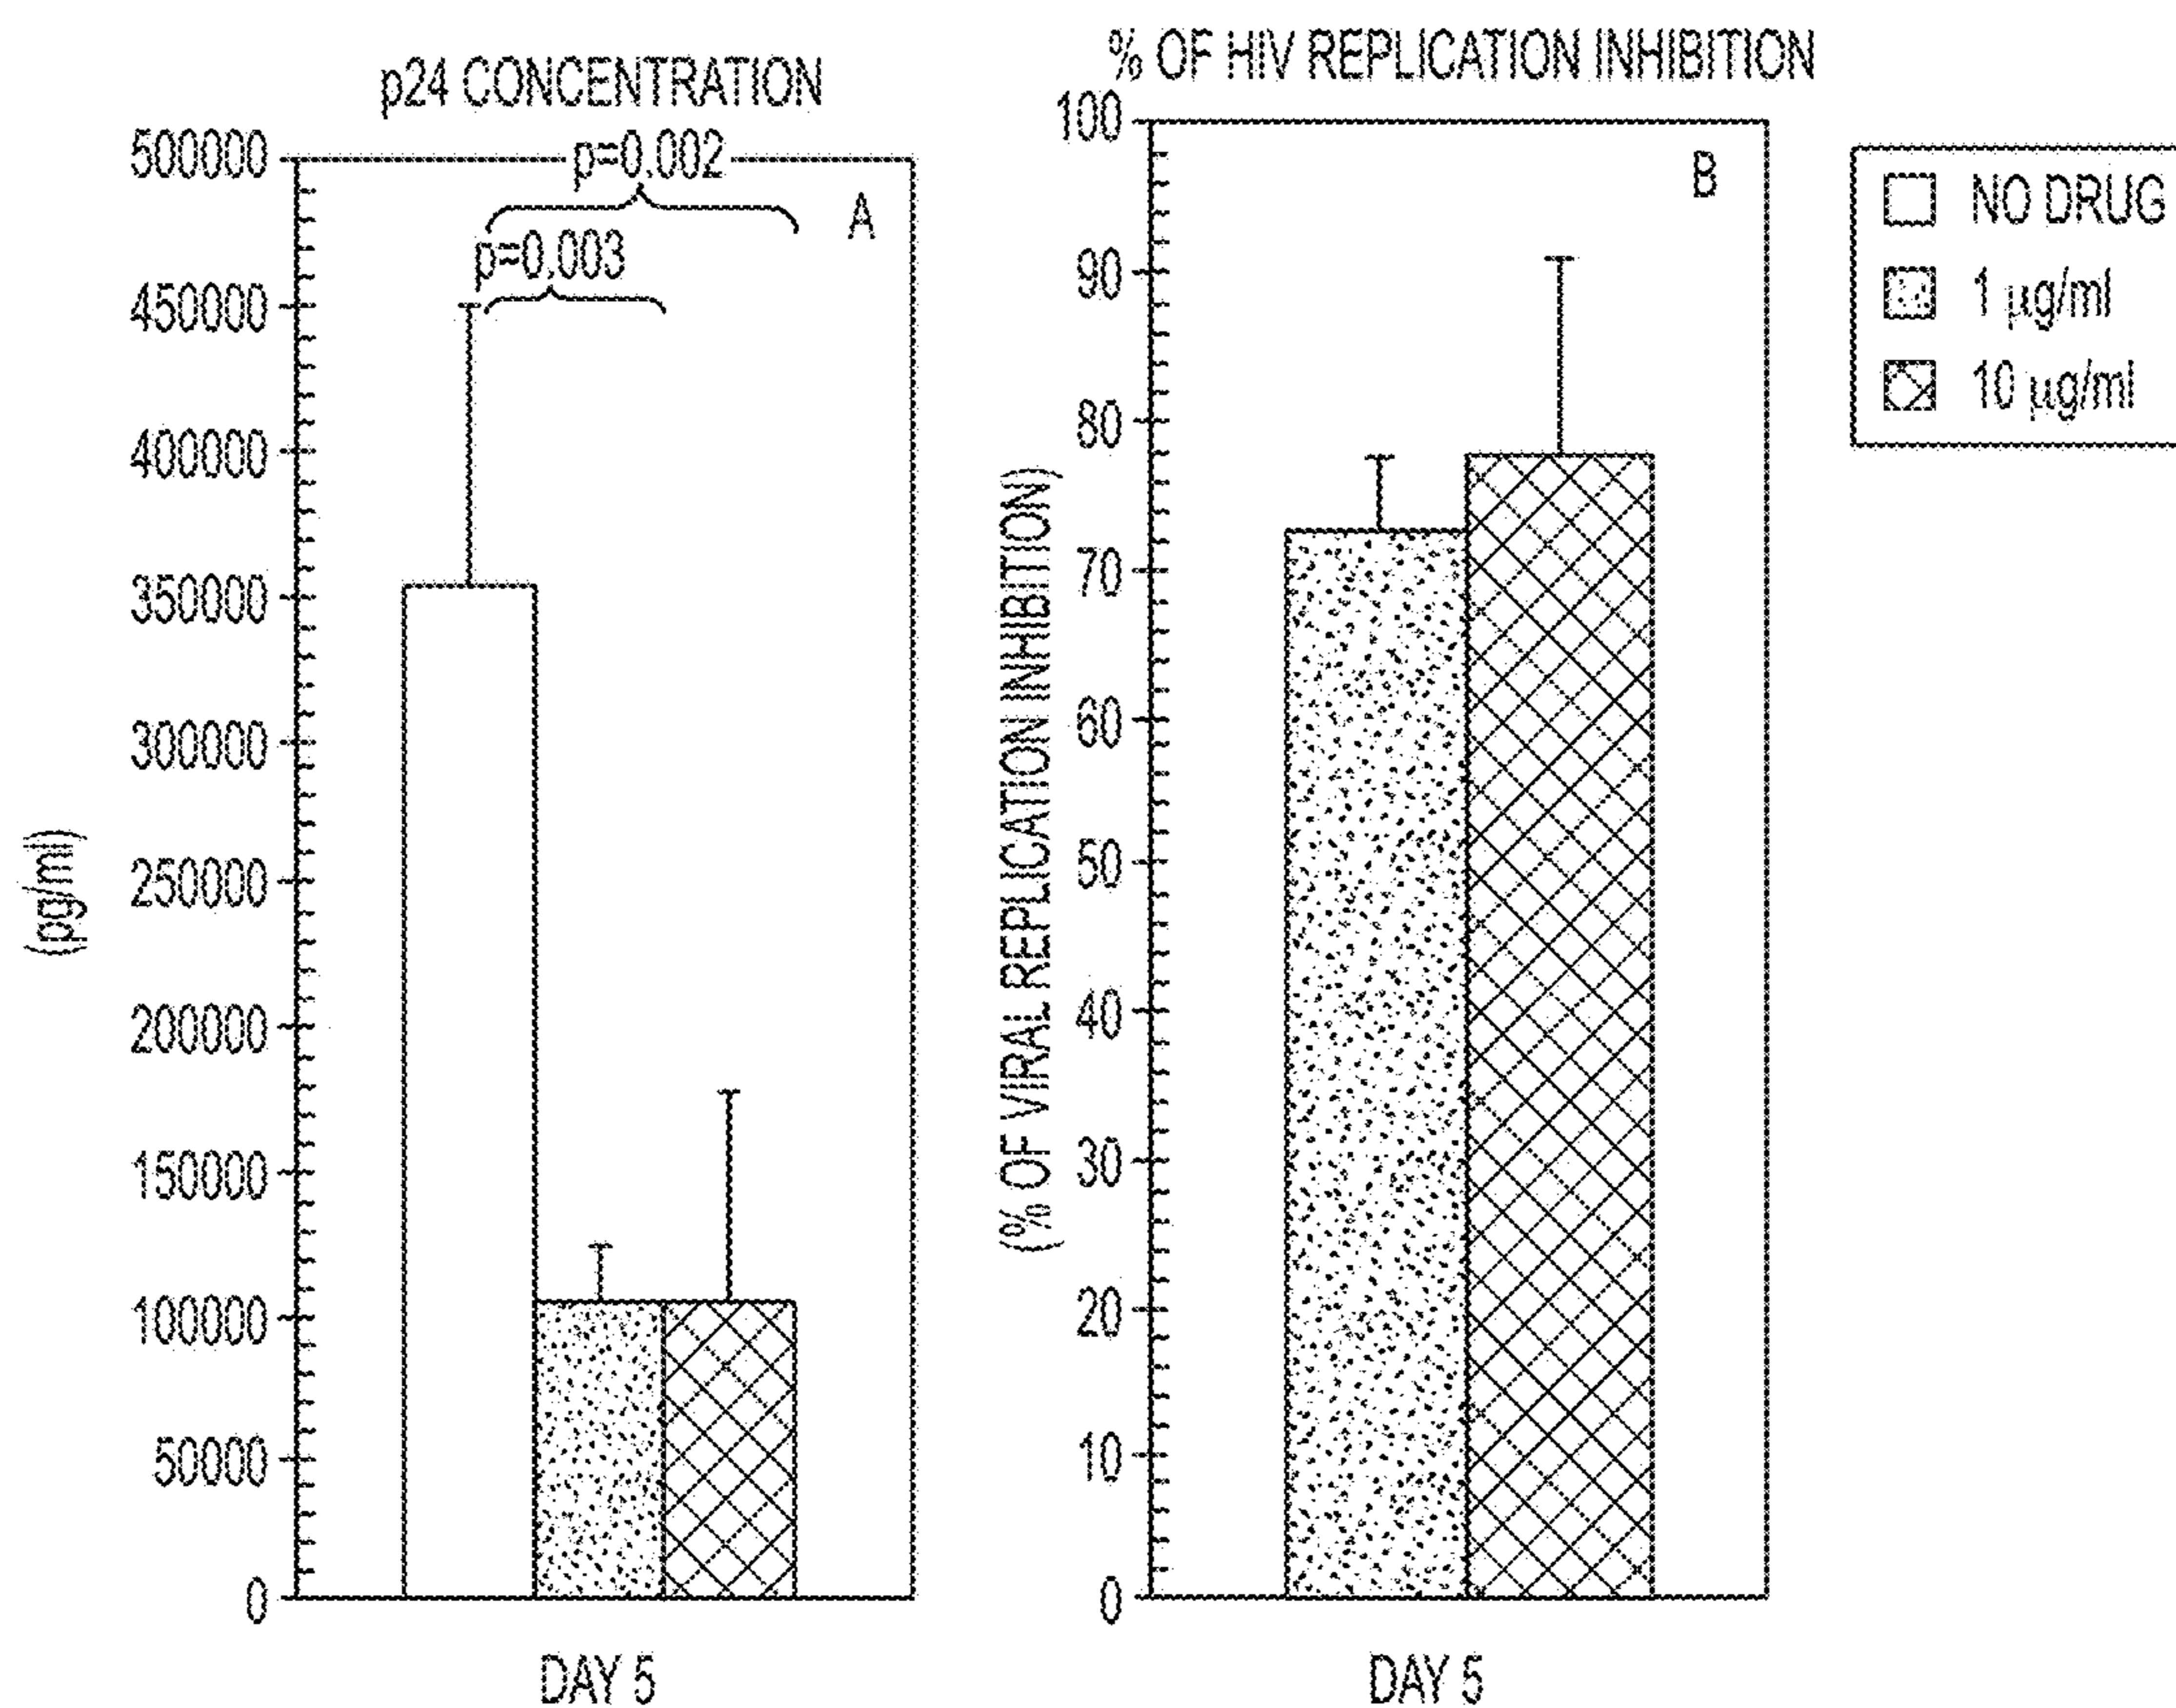 p24 CONCENTRATION
500000
450000
400000
350000
300000
250000
200000
150000
100000
50000
0
(pg/ml)
p=0.002
p=0.003
A
DAY 5
% OF HIV REPLICATION INHIBITION
100
90
80
70
60
50
40
30
20
10
0
(% OF VIRAL REPLICATION INHIBITION)
B
DAY 5
NO DRUG
1 µg/ml
10 µg/ml